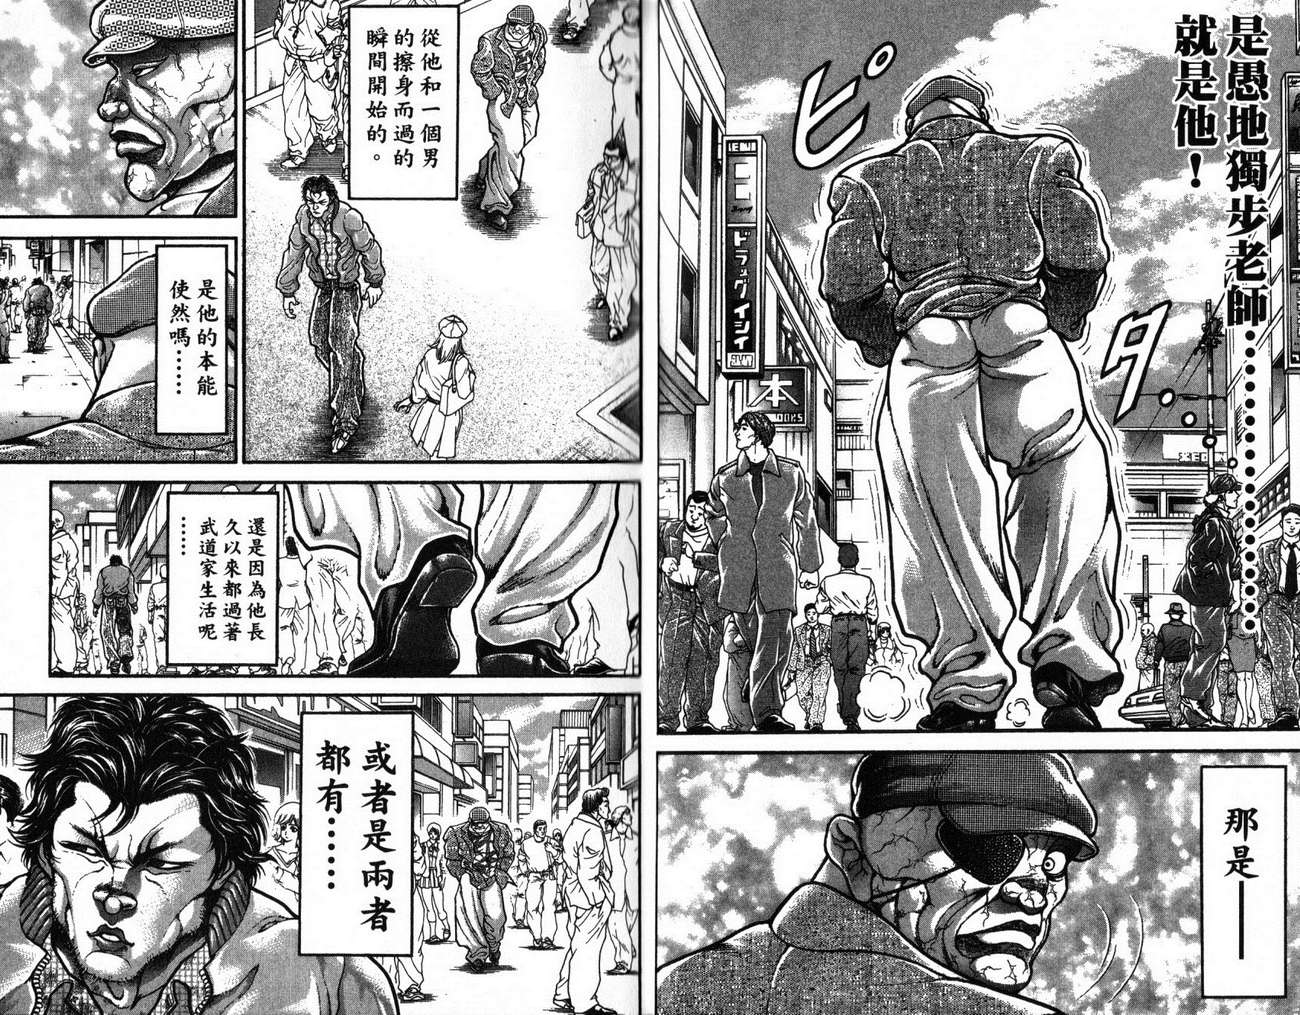 是愚地獨步老師……………………
就是他！
ピタ…
ドラッグイシイ
本
OOKS
那是——
從他和一個男
的擦身而過的
瞬間開始的。
是他的本能
使然嗎………
還是因為他長
久以來都過著
武道家生活呢
………
或者是兩者
都有………